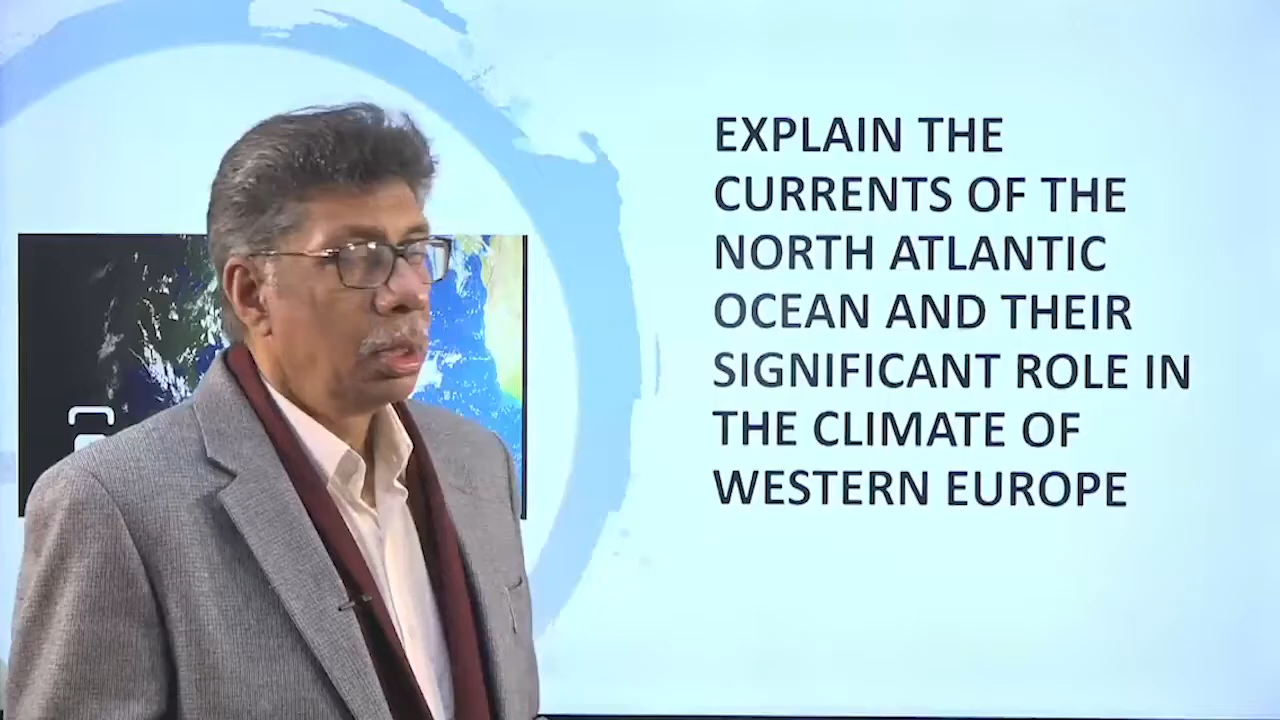 EXPLAIN THE
CURRENTS OF THE
NORTH ATLANTIC
OCEAN AND THEIR
SIGNIFICANT ROLE IN
THE CLIMATE OF
WESTERN EUROPE